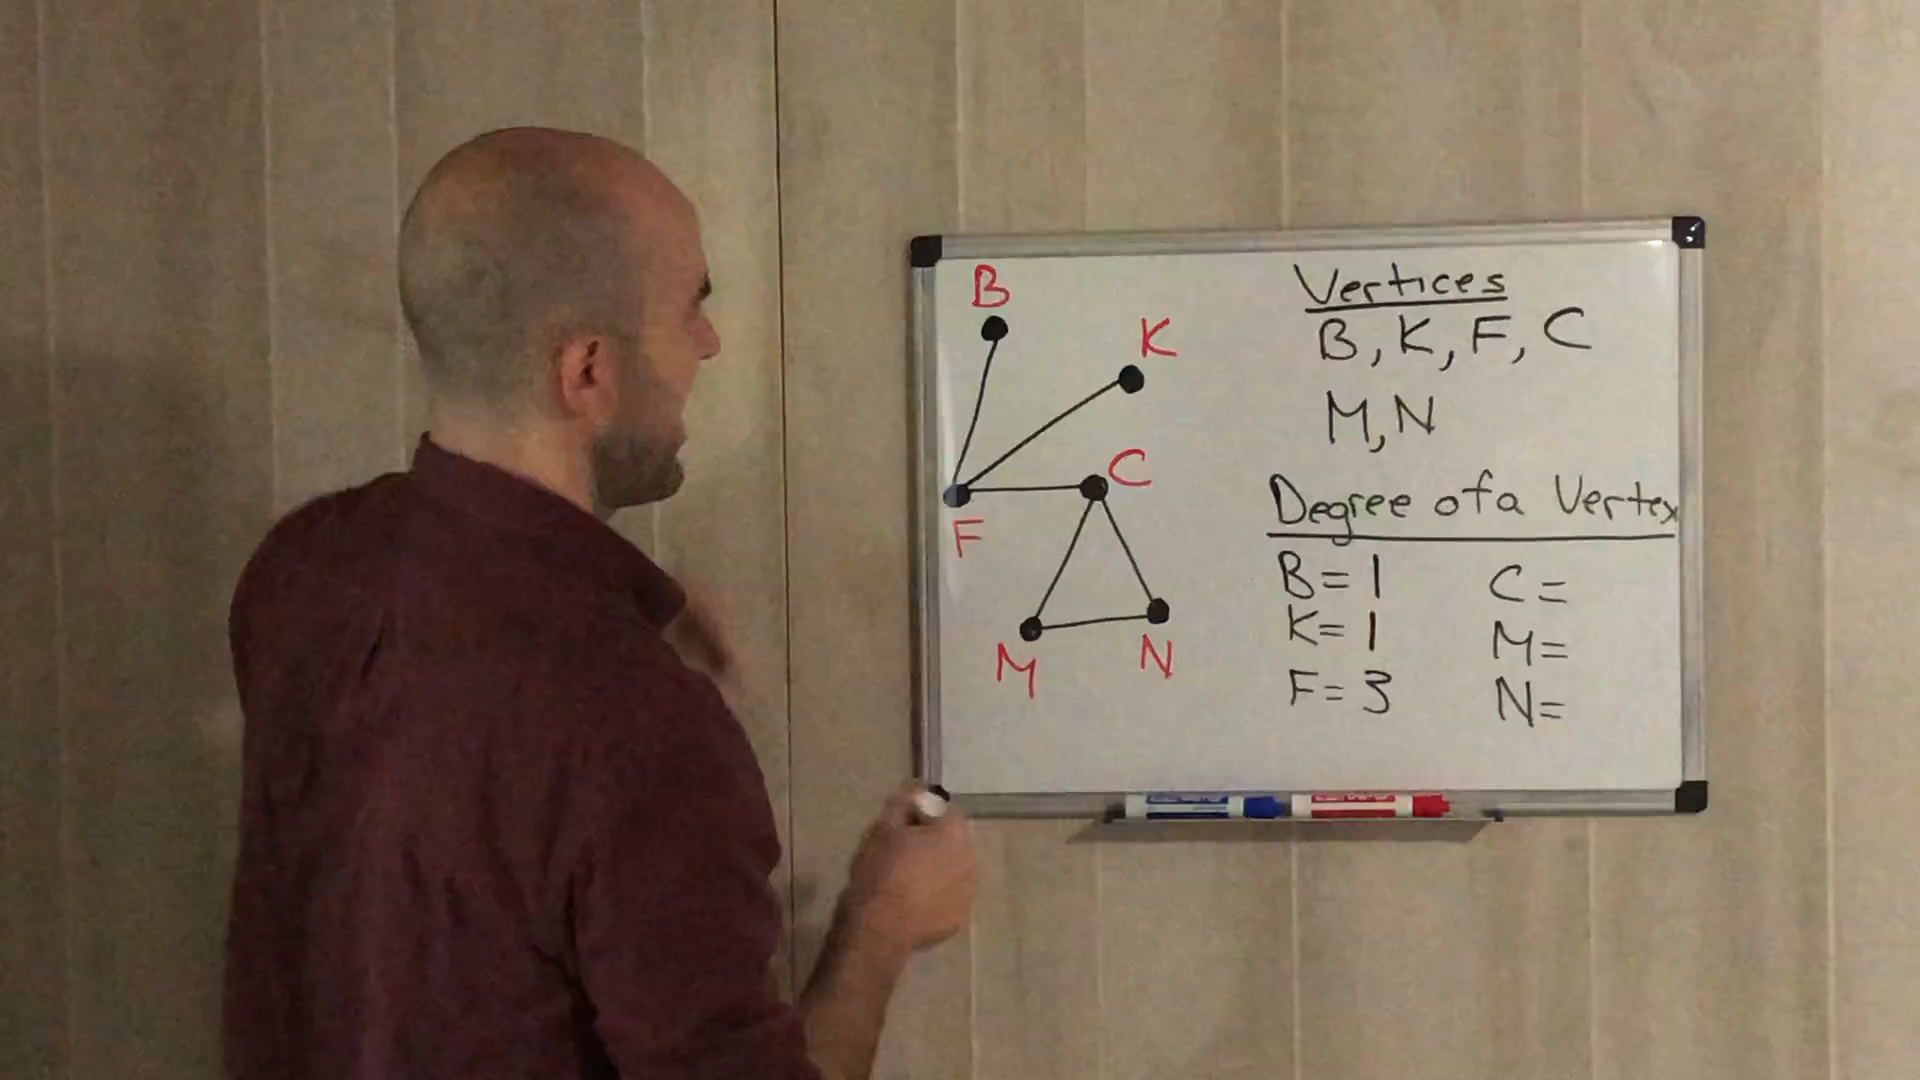 B
K
C
F
M
N
Vertices
B, K, F, C
M, N
Degree of a Vertex
B = 1
K = 1
F = 3
C =
M =
N =